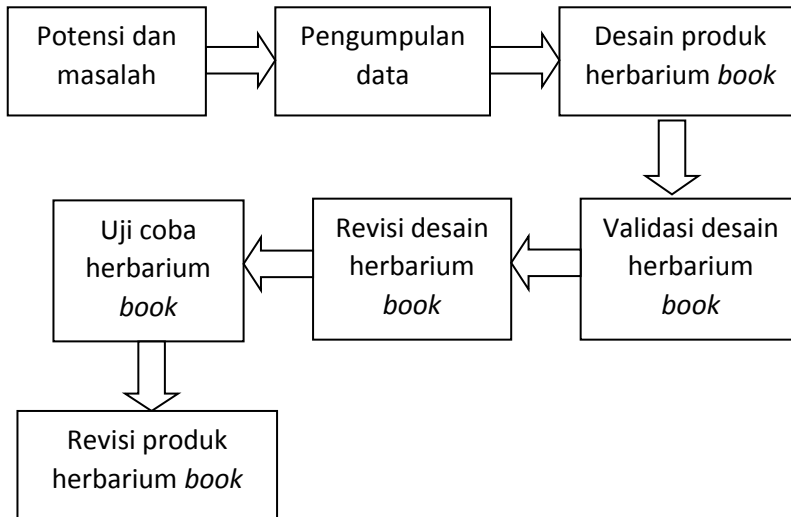 Potensi dan
masalah
Pengumpulan
data
Desain produk
herbarium book
Validasi desain
herbarium
book
Revisi desain
herbarium
book
Uji coba
herbarium
book
Revisi produk
herbarium book